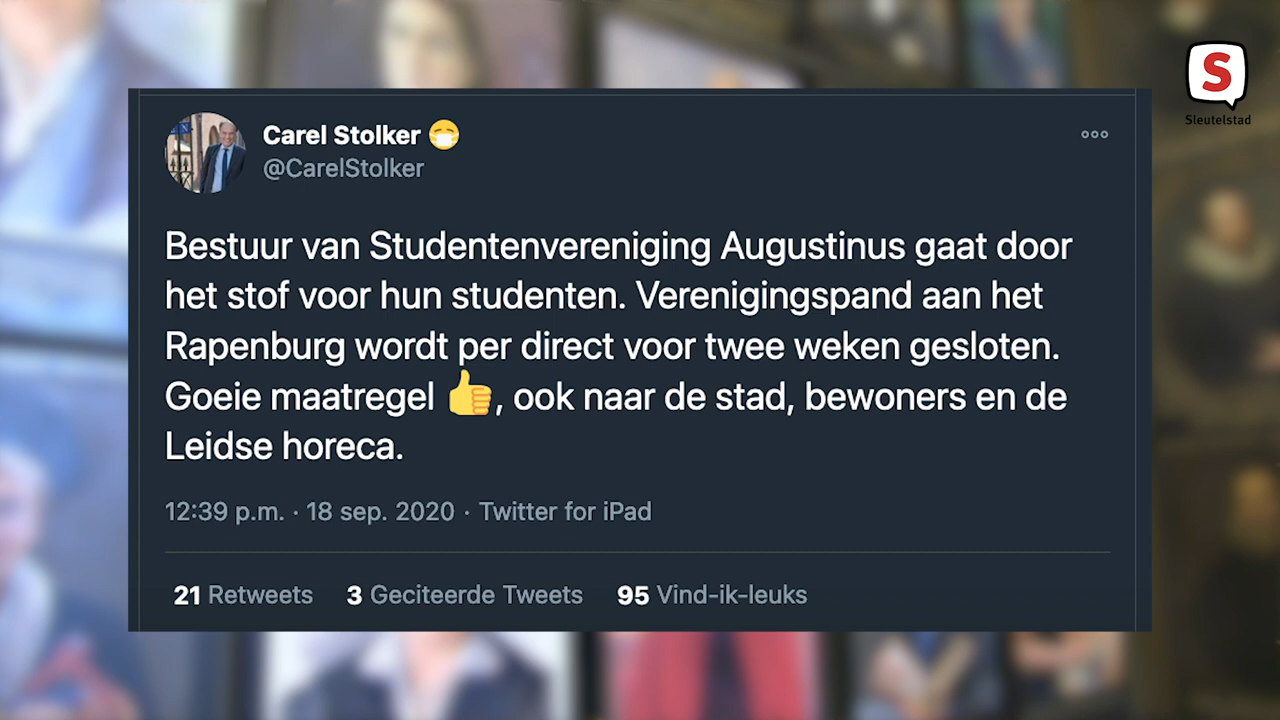 S
Sleutelstad
Carel Stolker 😷
@CarelStolker
Bestuur van Studentenvereniging Augustinus gaat door
het stof voor hun studenten. Verenigingspand aan het
Rapenburg wordt per direct voor twee weken gesloten.
Goeie maatregel 👍, ook naar de stad, bewoners en de
Leidse horeca.
12:39 p.m. · 18 sep. 2020 · Twitter for iPad
21 Retweets 3 Geciteerde Tweets 95 Vind-ik-leuks